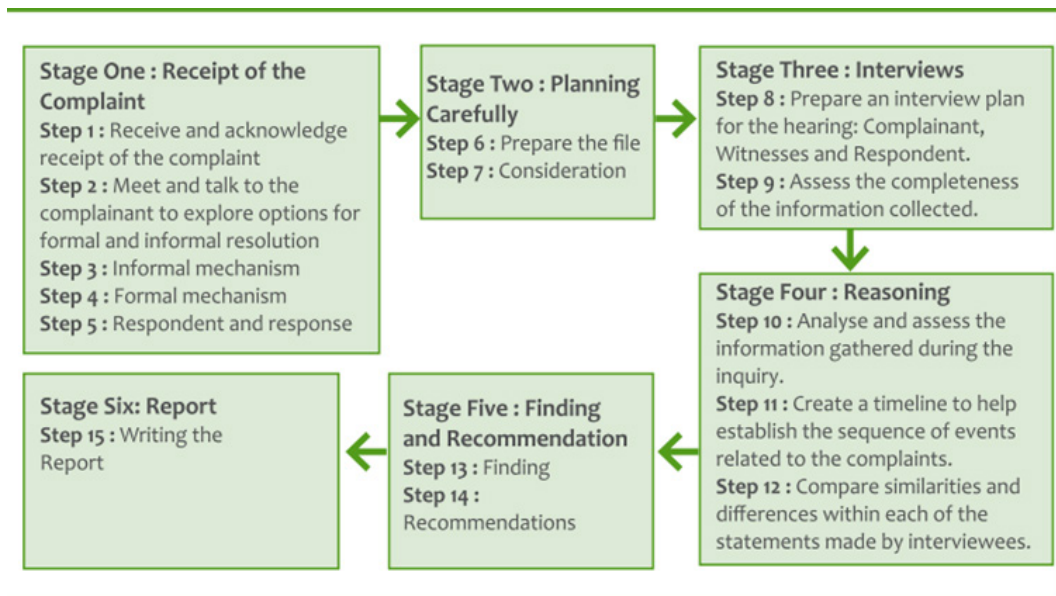 Stage One : Receipt of the
Complaint
Step 1 : Receive and acknowledge
receipt of the complaint
Step 2 : Meet and talk to the
complainant to explore options for
formal and informal resolution
Step 3 : Informal mechanism
Step 4 : Formal mechanism
Step 5 : Respondent and response
Stage Two : Planning
Carefully
Step 6 : Prepare the file
Step 7 : Consideration
Stage Three : Interviews
Step 8 : Prepare an interview plan
for the hearing: Complainant,
Witnesses and Respondent.
Step 9 : Assess the completeness
of the information collected.
Stage Four : Reasoning
Step 10 : Analyse and assess the
information gathered during the
inquiry.
Step 11 : Create a timeline to help
establish the sequence of events
related to the complaints.
Step 12 : Compare similarities and
differences within each of the
statements made by interviewees.
Stage Five : Finding
and Recommendation
Step 13 : Finding
Step 14 :
Recommendations
Stage Six: Report
Step 15 : Writing the
Report